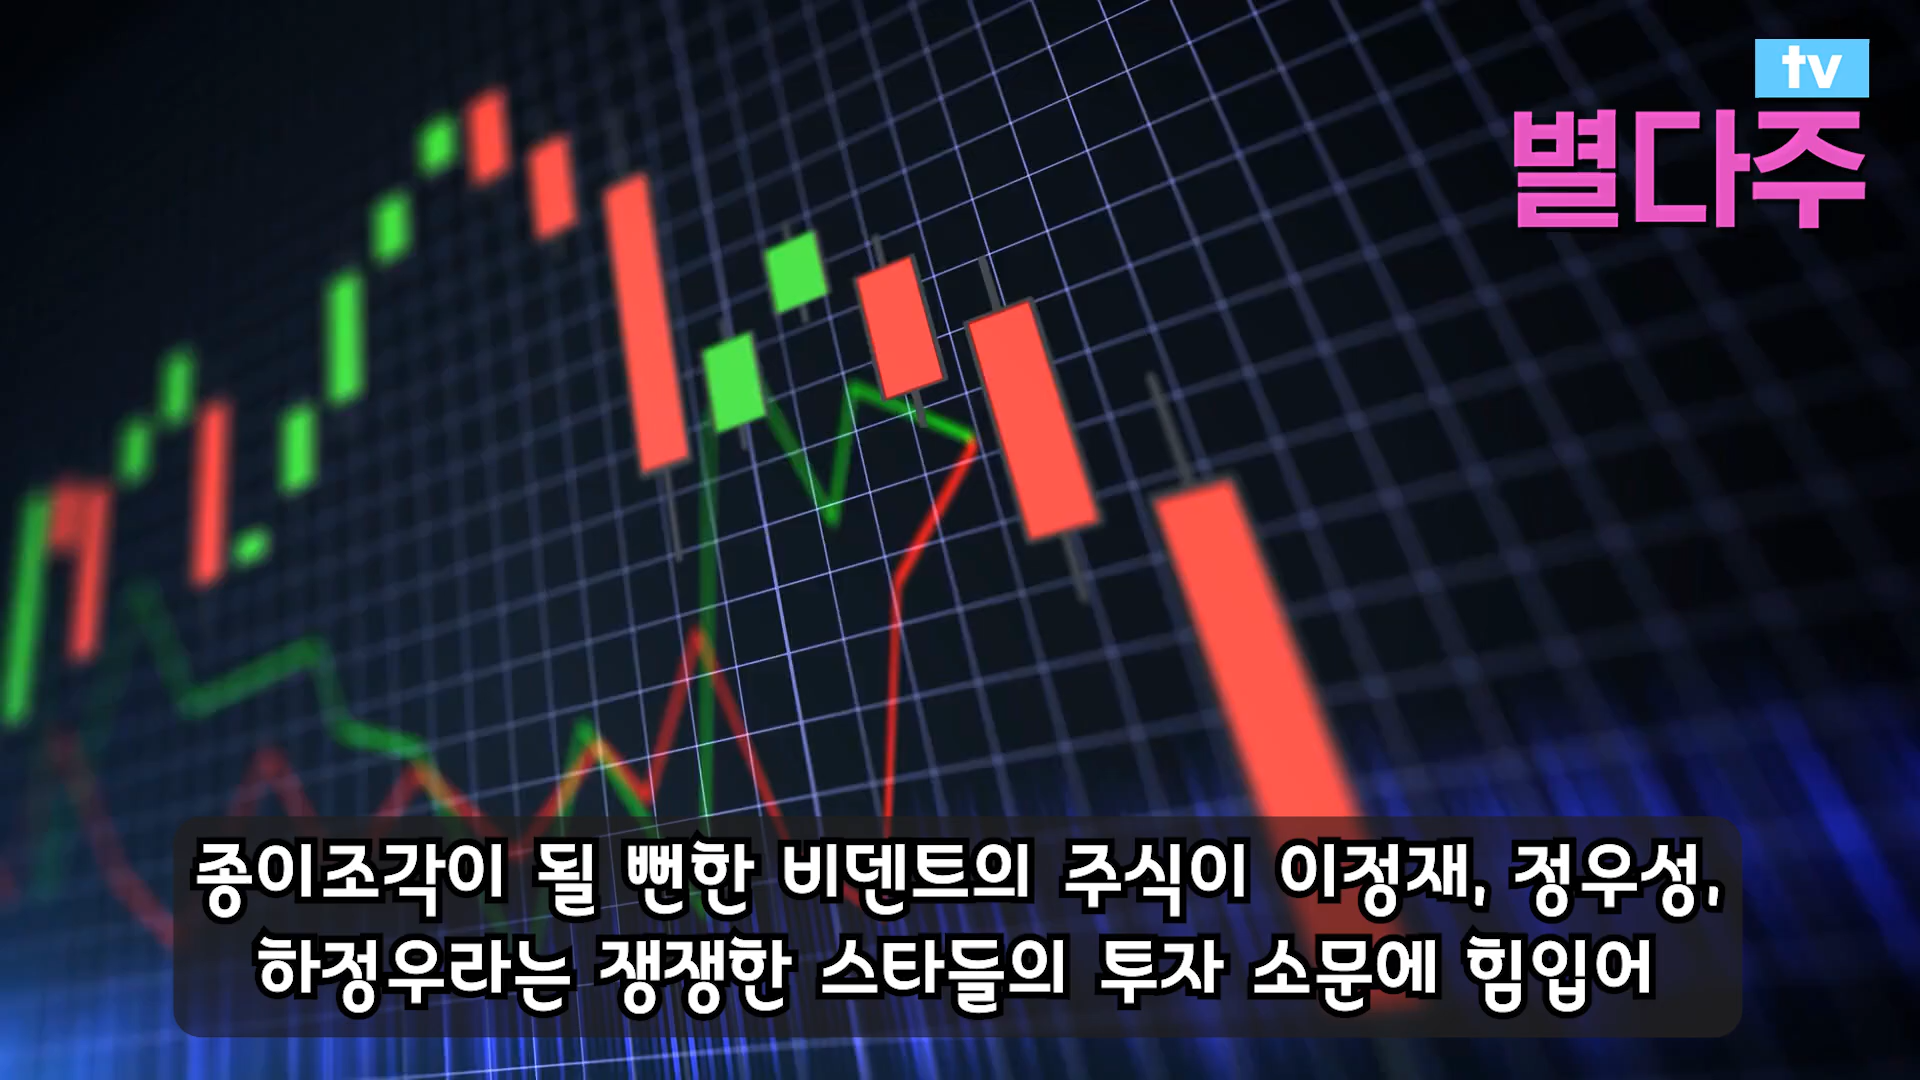 tv
별다주
종이조각이 될 뻔한 비덴트의 주식이 이정재, 정우성,
하정우라는 쟁쟁한 스타들의 투자 소문에 힘입어